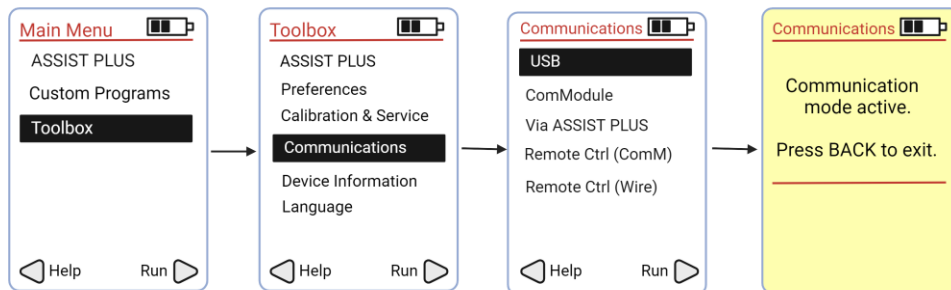 Main Menu
ASSIST PLUS
Custom Programs
Toolbox
Help
Run
Toolbox
ASSIST PLUS
Preferences
Calibration & Service
Communications
Device Information
Language
Help
Run
Communications
USB
ComModule
Via ASSIST PLUS
Remote Ctrl (ComM)
Remote Ctrl (Wire)
Help
Run
Communications
Communication
mode active.
Press BACK to exit.